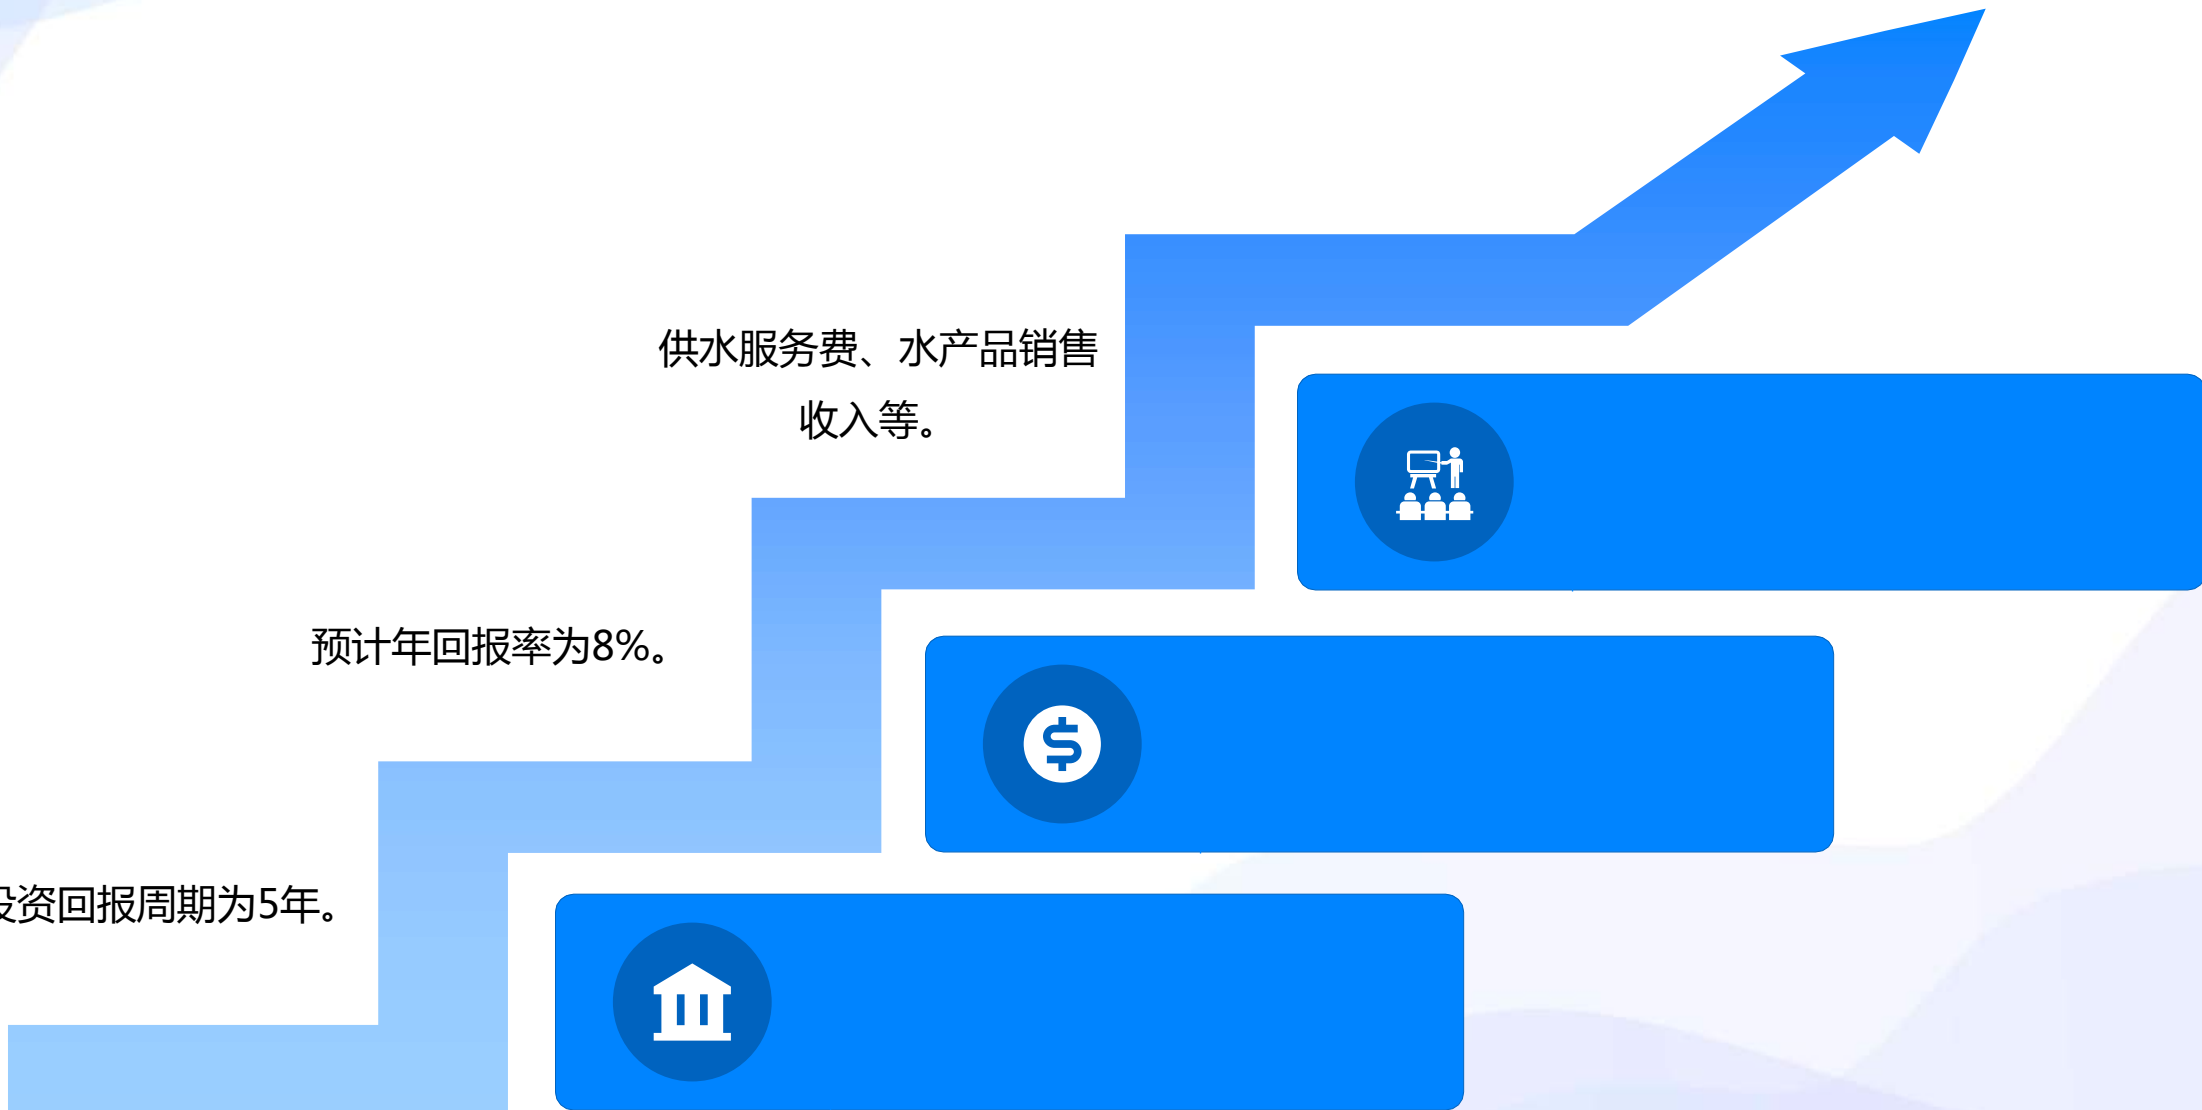 供水服务费、水产品销售
收入等。
预计年回报率为8%。
投资回报周期为5年。